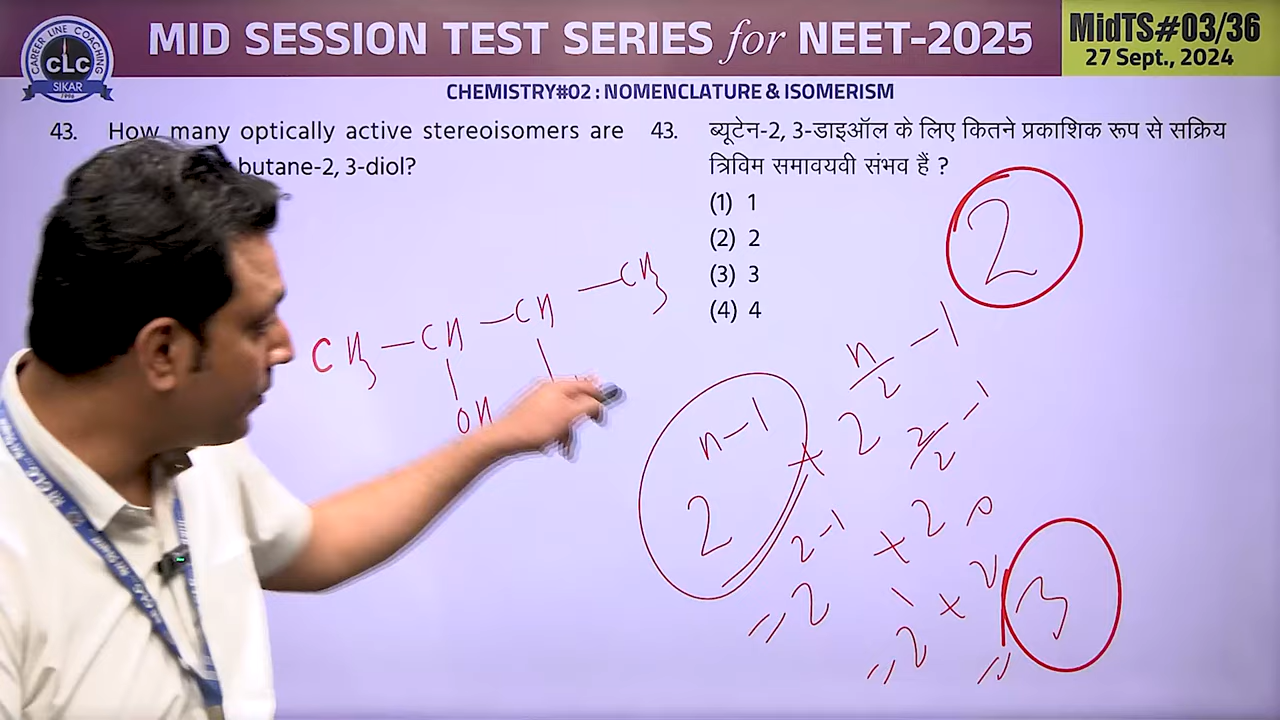 CAREER LINE COACHING
CLC
SIKAR
1996
MID SESSION TEST SERIES for NEET-2025
MidTS#03/36
27 Sept., 2024
CHEMISTRY#02 : NOMENCLATURE & ISOMERISM
43. How many optically active stereoisomers are
butane-2, 3-diol?
43. ब्यूटेन-2, 3-डाइऑल के लिए कितने प्रकाशिक रूप से सक्रिय
त्रिविम समावयवी संभव हैं ?
(1) 1
(2) 2
(3) 3
(4) 4
2
CH3 — CH — CH — CH3
OH
2^n-1 + 2^n/2 - 1
= 2^2-1 + 2^2/2 - 1
= 2^1 + 2^0
= 3